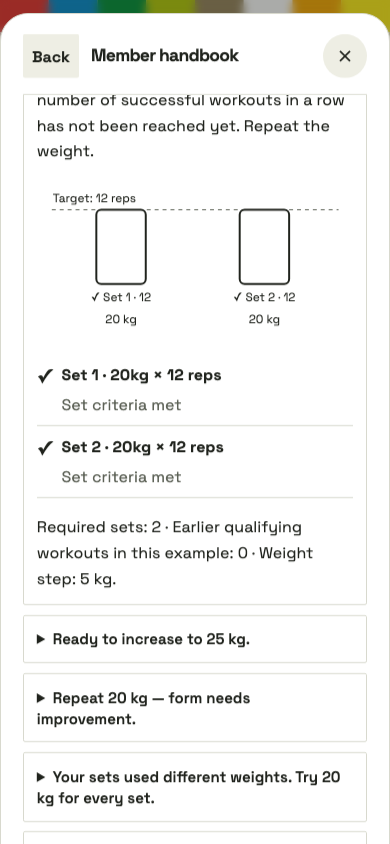 Back
Member handbook
number of successful workouts in a row
has not been reached yet. Repeat the
weight.
Target: 12 reps
✓ Set 1 · 12
20 kg
✓ Set 2 · 12
20 kg
✓ Set 1 · 20kg × 12 reps
Set criteria met
✓ Set 2 · 20kg × 12 reps
Set criteria met
Required sets: 2 · Earlier qualifying
workouts in this example: 0 · Weight
step: 5 kg.
▶ Ready to increase to 25 kg.
▶ Repeat 20 kg — form needs
improvement.
▶ Your sets used different weights. Try 20
kg for every set.